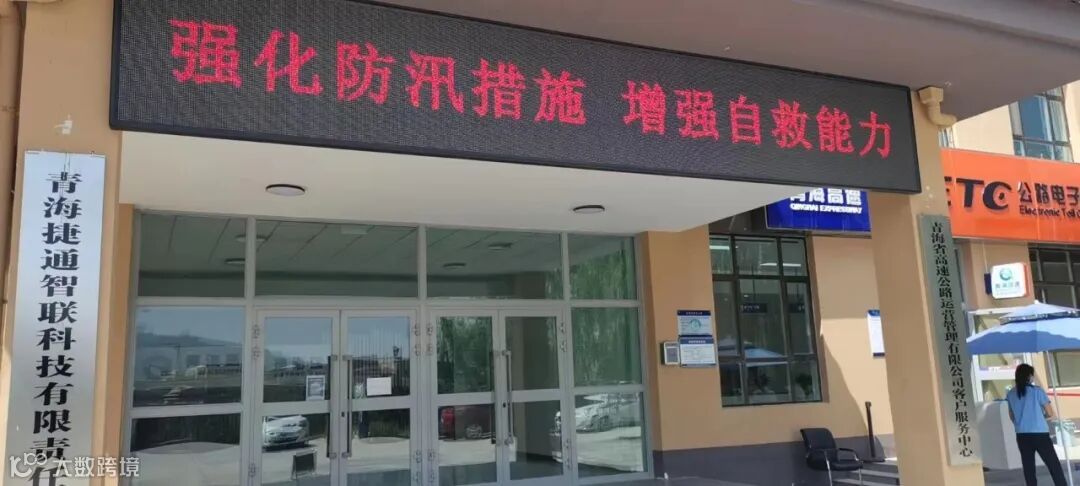 强化防汛措施 增强自救能力
青海捷通智联科技有限责任
青海高速
QINGHAI EXPRESSWAY
ETC 公路电子
Electronic Toll
青海省高速公路运营管理有限公司客户服务中心
大数跨境